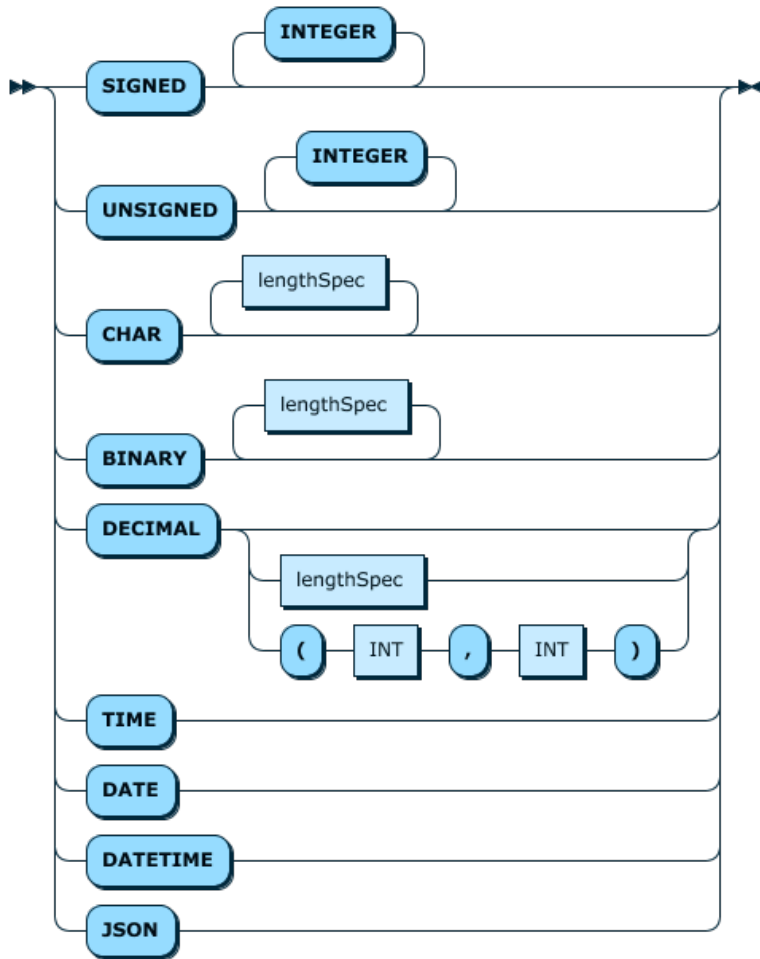 INTEGER
SIGNED
INTEGER
UNSIGNED
lengthSpec
CHAR
lengthSpec
BINARY
DECIMAL
lengthSpec
( INT , INT )
TIME
DATE
DATETIME
JSON